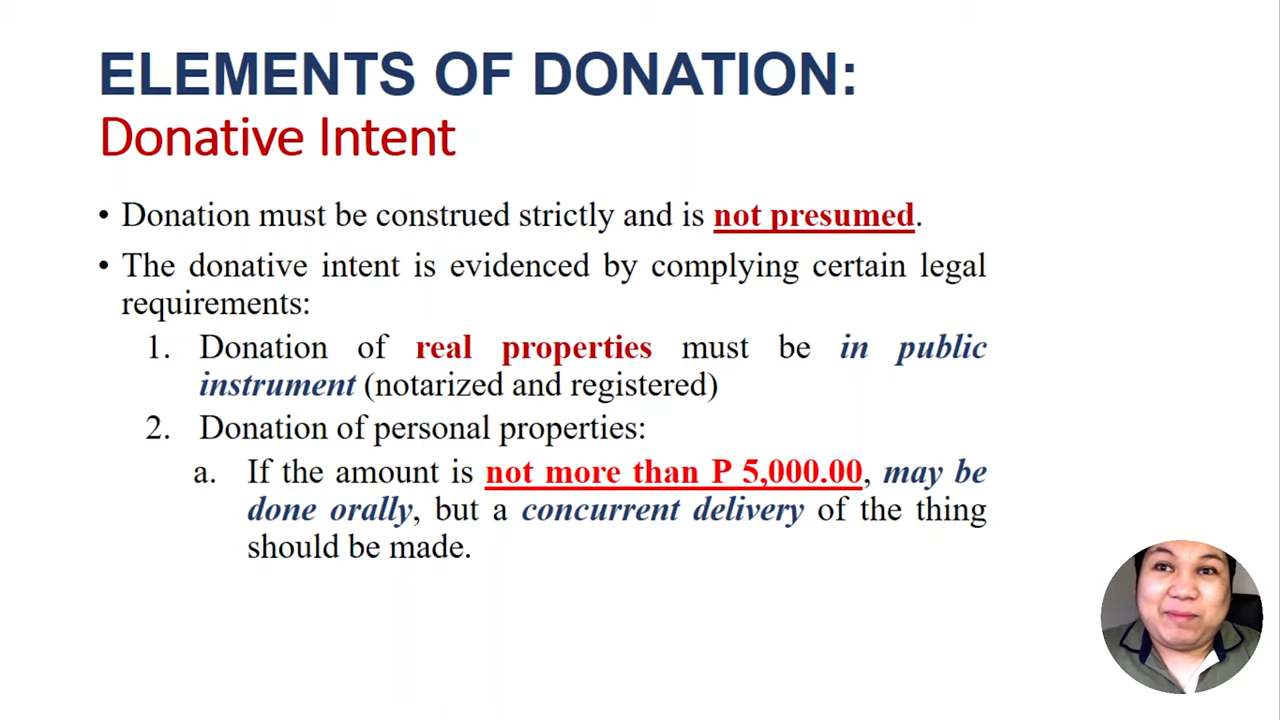 ELEMENTS OF DONATION:
Donative Intent
• Donation must be construed strictly and is not presumed.
• The donative intent is evidenced by complying certain legal
requirements:
1. Donation of real properties must be in public
instrument (notarized and registered)
2. Donation of personal properties:
a. If the amount is not more than P 5,000.00, may be
done orally, but a concurrent delivery of the thing
should be made.